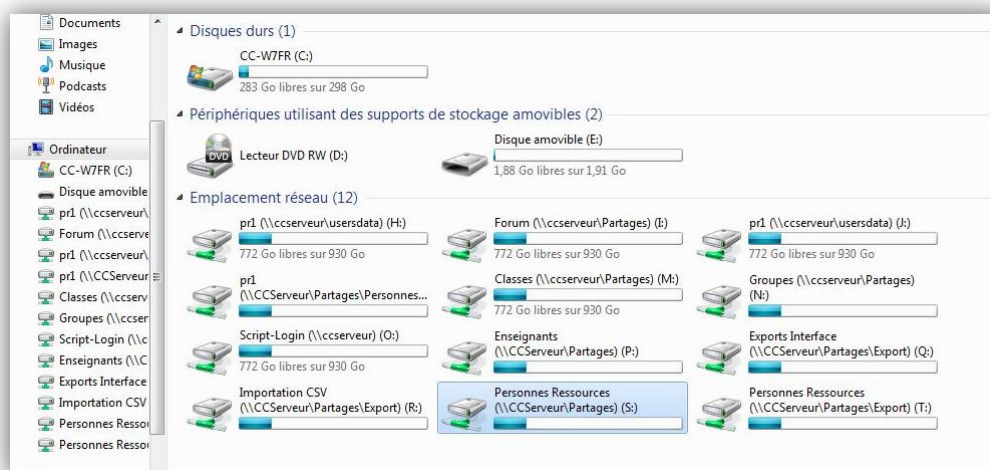 Documents
Images
Musique
Podcasts
Vidéos
Ordinateur
CC-W7FR (C:)
Disque amovible
pr1 (\\ccserveur\
Forum (\\ccserve
pr1 (\\ccserveur\
pr1 (\\CCServeur
Classes (\\ccserv
Groupes (\\ccser
Script-Login (\\c
Enseignants (\\C
Exports Interface
Importation CSV
Personnes Resso
Personnes Resso
Disques durs (1)
CC-W7FR (C:)
283 Go libres sur 298 Go
Périphériques utilisant des supports de stockage amovibles (2)
DVD
Lecteur DVD RW (D:)
Disque amovible (E:)
1,88 Go libres sur 1,91 Go
Emplacement réseau (12)
pr1 (\\ccserveur\usersdata) (H:)
772 Go libres sur 930 Go
Forum (\\ccserveur\Partages) (I:)
772 Go libres sur 930 Go
pr1 (\\ccserveur\usersdata) (J:)
772 Go libres sur 930 Go
pr1
(\\CCServeur\Partages\Personnes...
Classes (\\ccserveur\Partages) (M:)
772 Go libres sur 930 Go
Groupes (\\ccserveur\Partages)
(N:)
Script-Login (\\ccserveur) (O:)
772 Go libres sur 930 Go
Enseignants
(\\CCServeur\Partages) (P:)
Exports Interface
(\\CCServeur\Partages\Export) (Q:)
Importation CSV
(\\CCServeur\Partages\Export) (R:)
Personnes Ressources
(\\CCServeur\Partages) (S:)
Personnes Ressources
(\\CCServeur\Partages\Export) (T:)